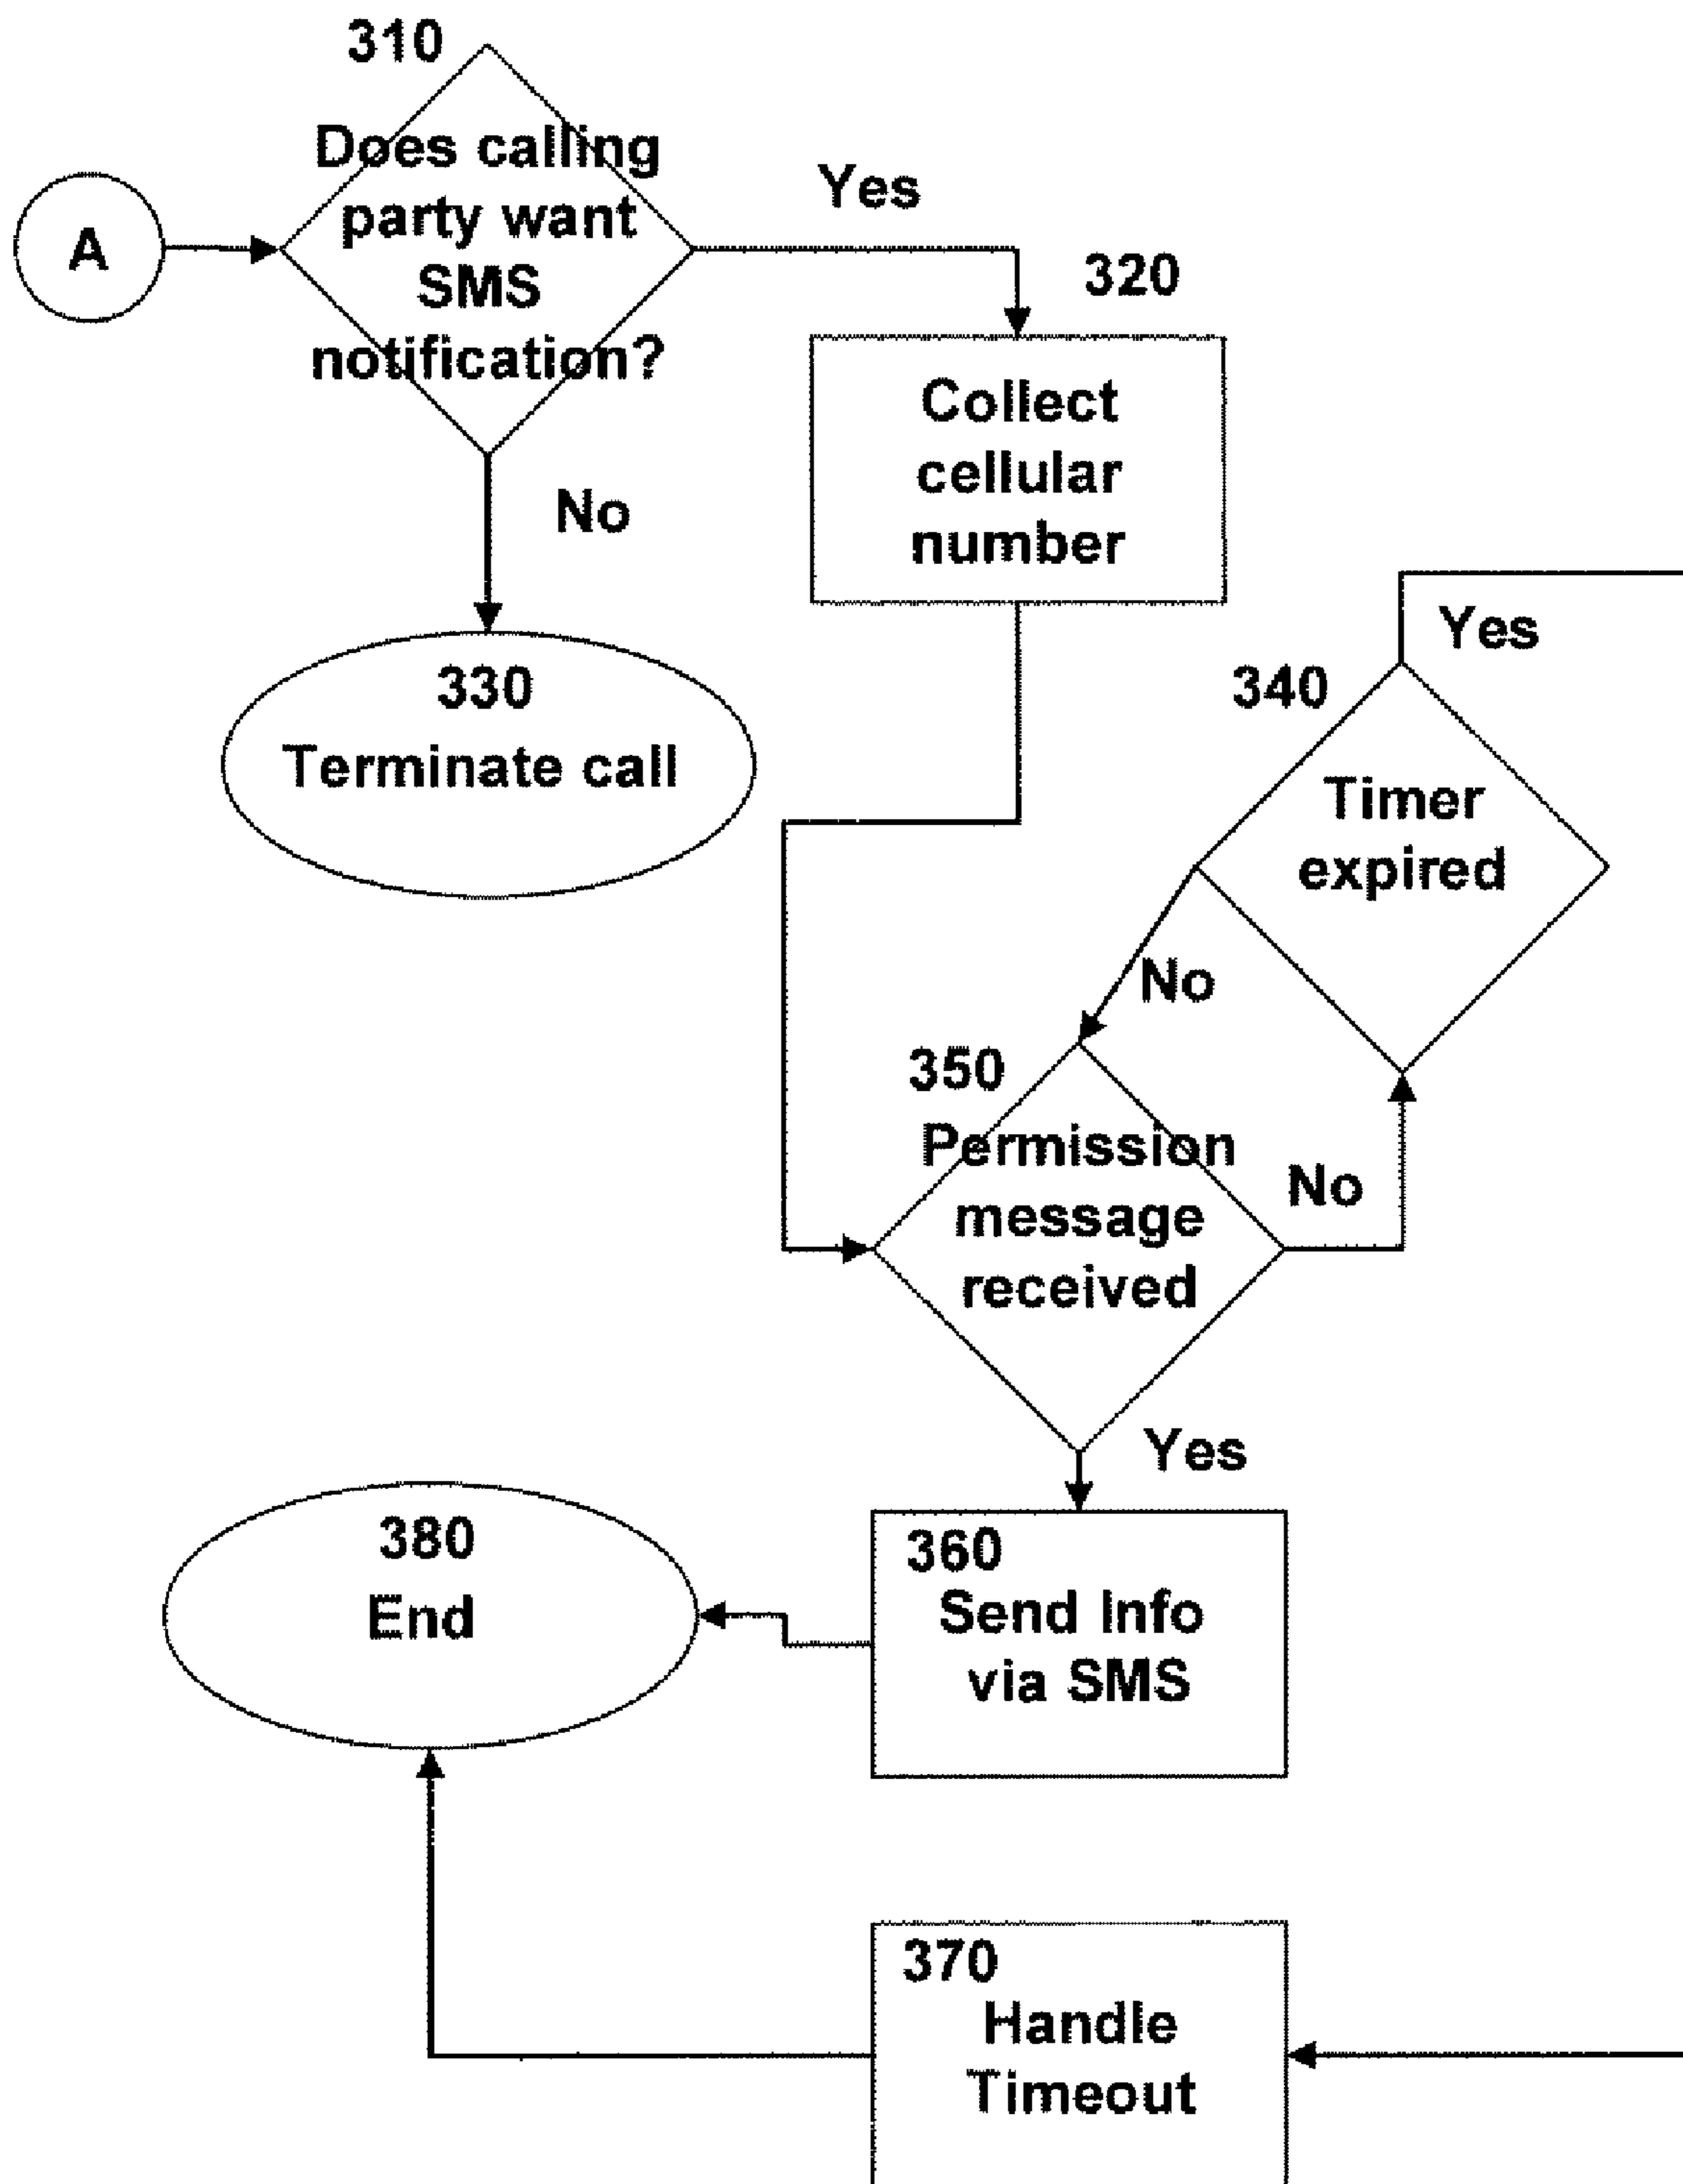 310
Does calling
party want
SMS
notification?
A
Yes
320
Collect
cellular
number
No
330
Terminate call
Yes
340
Timer
expired
No
350
Permission
message
received
No
Yes
380
End
360
Send Info
via SMS
370
Handle
Timeout